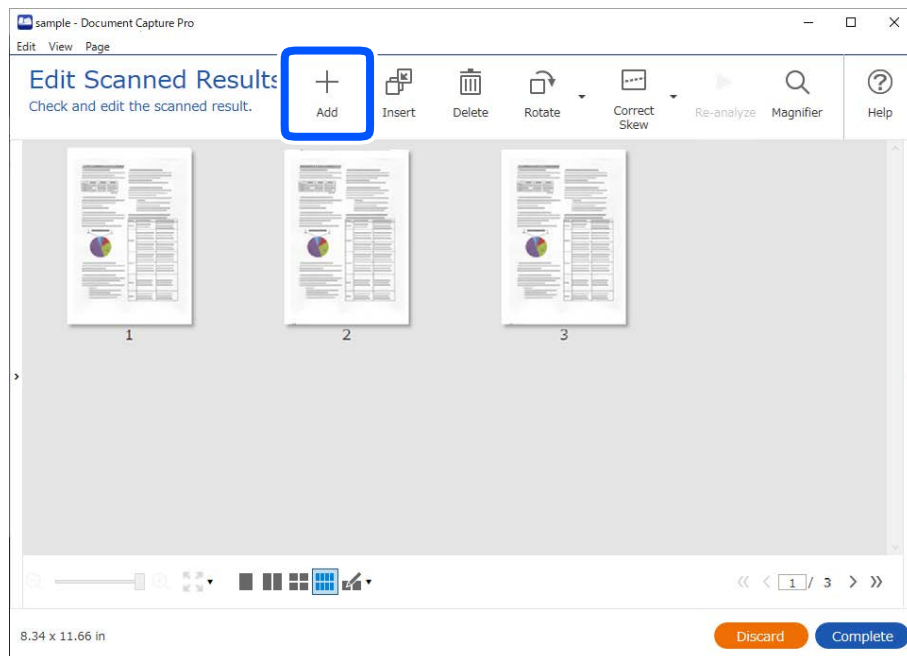 sample - Document Capture Pro
Edit View Page
Edit Scanned Results
Check and edit the scanned result.
Add
Insert
Delete
Rotate
Correct
Skew
Re-analyze
Magnifier
Help
1
2
3
1 / 3
8.34 x 11.66 in
Discard
Complete